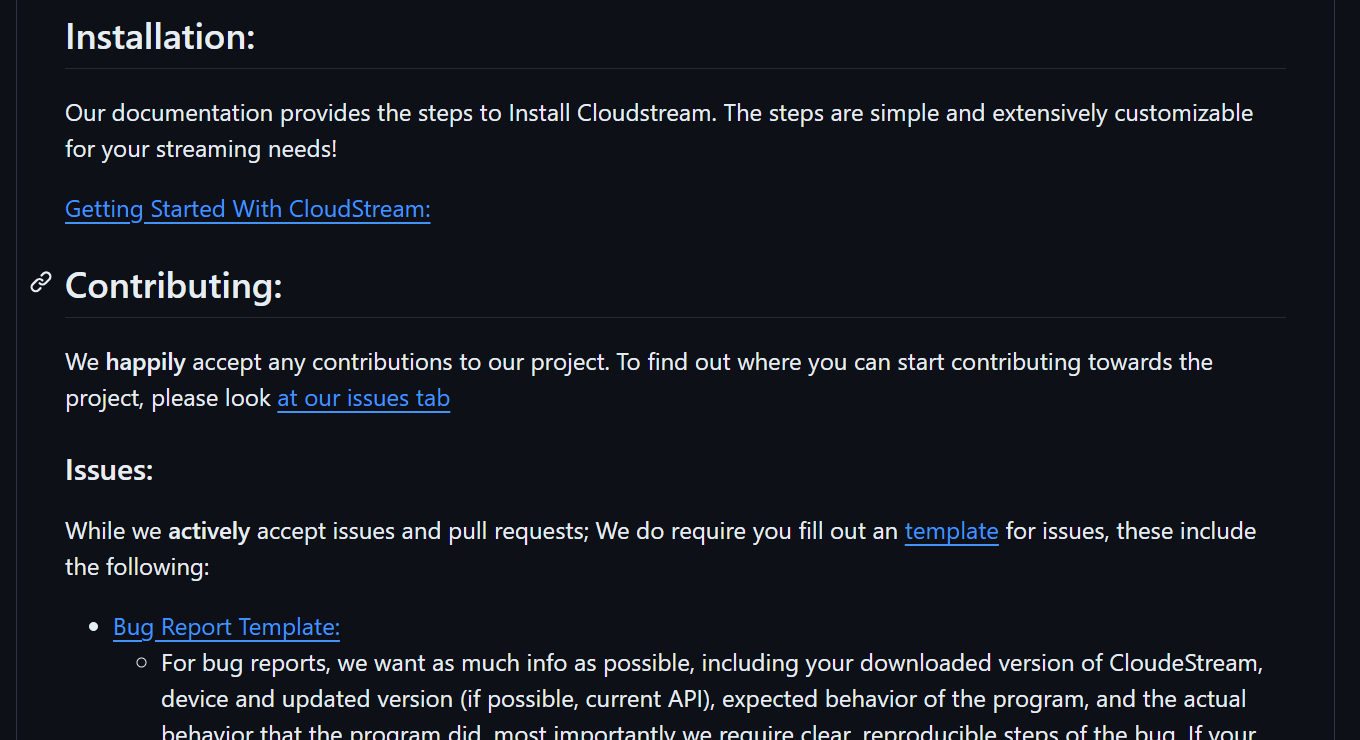 Installation:
Our documentation provides the steps to Install Cloudstream. The steps are simple and extensively customizable
for your streaming needs!
Getting Started With CloudStream:
Contributing:
We happily accept any contributions to our project. To find out where you can start contributing towards the
project, please look at our issues tab
Issues:
While we actively accept issues and pull requests; We do require you fill out an template for issues, these include
the following:
Bug Report Template:
For bug reports, we want as much info as possible, including your downloaded version of CloudeStream,
device and updated version (if possible, current API), expected behavior of the program, and the actual
behavior that the program did, most importantly we require clear, reproducible steps of the bug. If your